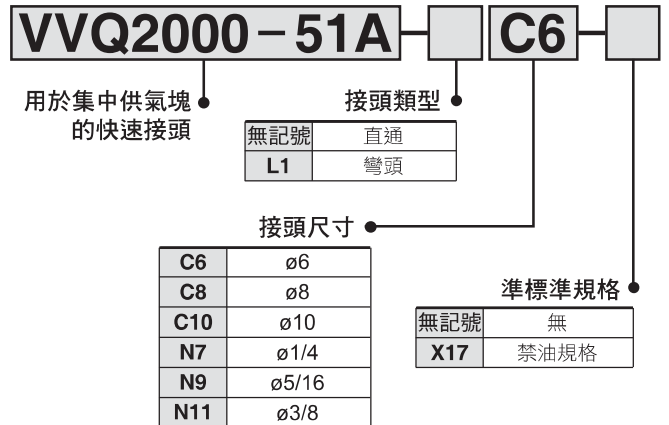 VVQ2000-51A- C6-
用於集中供氣塊
的快速接頭
接頭類型
無記號 直通
L1 彎頭
接頭尺寸
C6 ø6
C8 ø8
C10 ø10
N7 ø1/4
N9 ø5/16
N11 ø3/8
準標準規格
無記號 無
X17 禁油規格